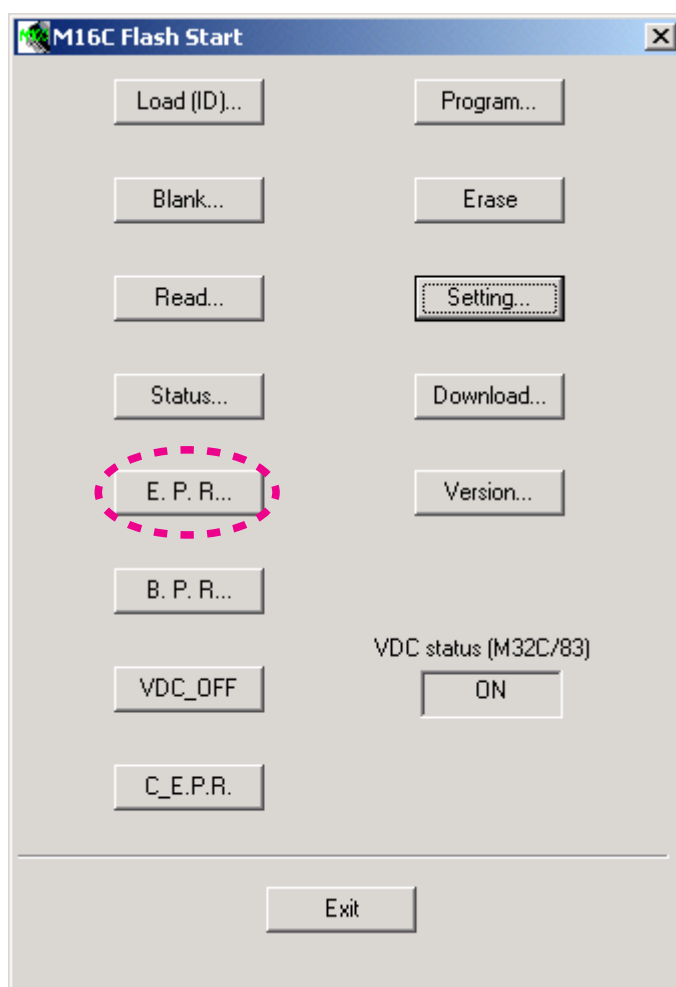 M16C Flash Start
Load (ID)...
Program...
Blank...
Erase
Read...
Setting...
Status...
Download...
E. P. R...
Version...
B. P. R...
VDC status (M32C/83)
VDC_OFF
ON
C_E.P.R.
Exit